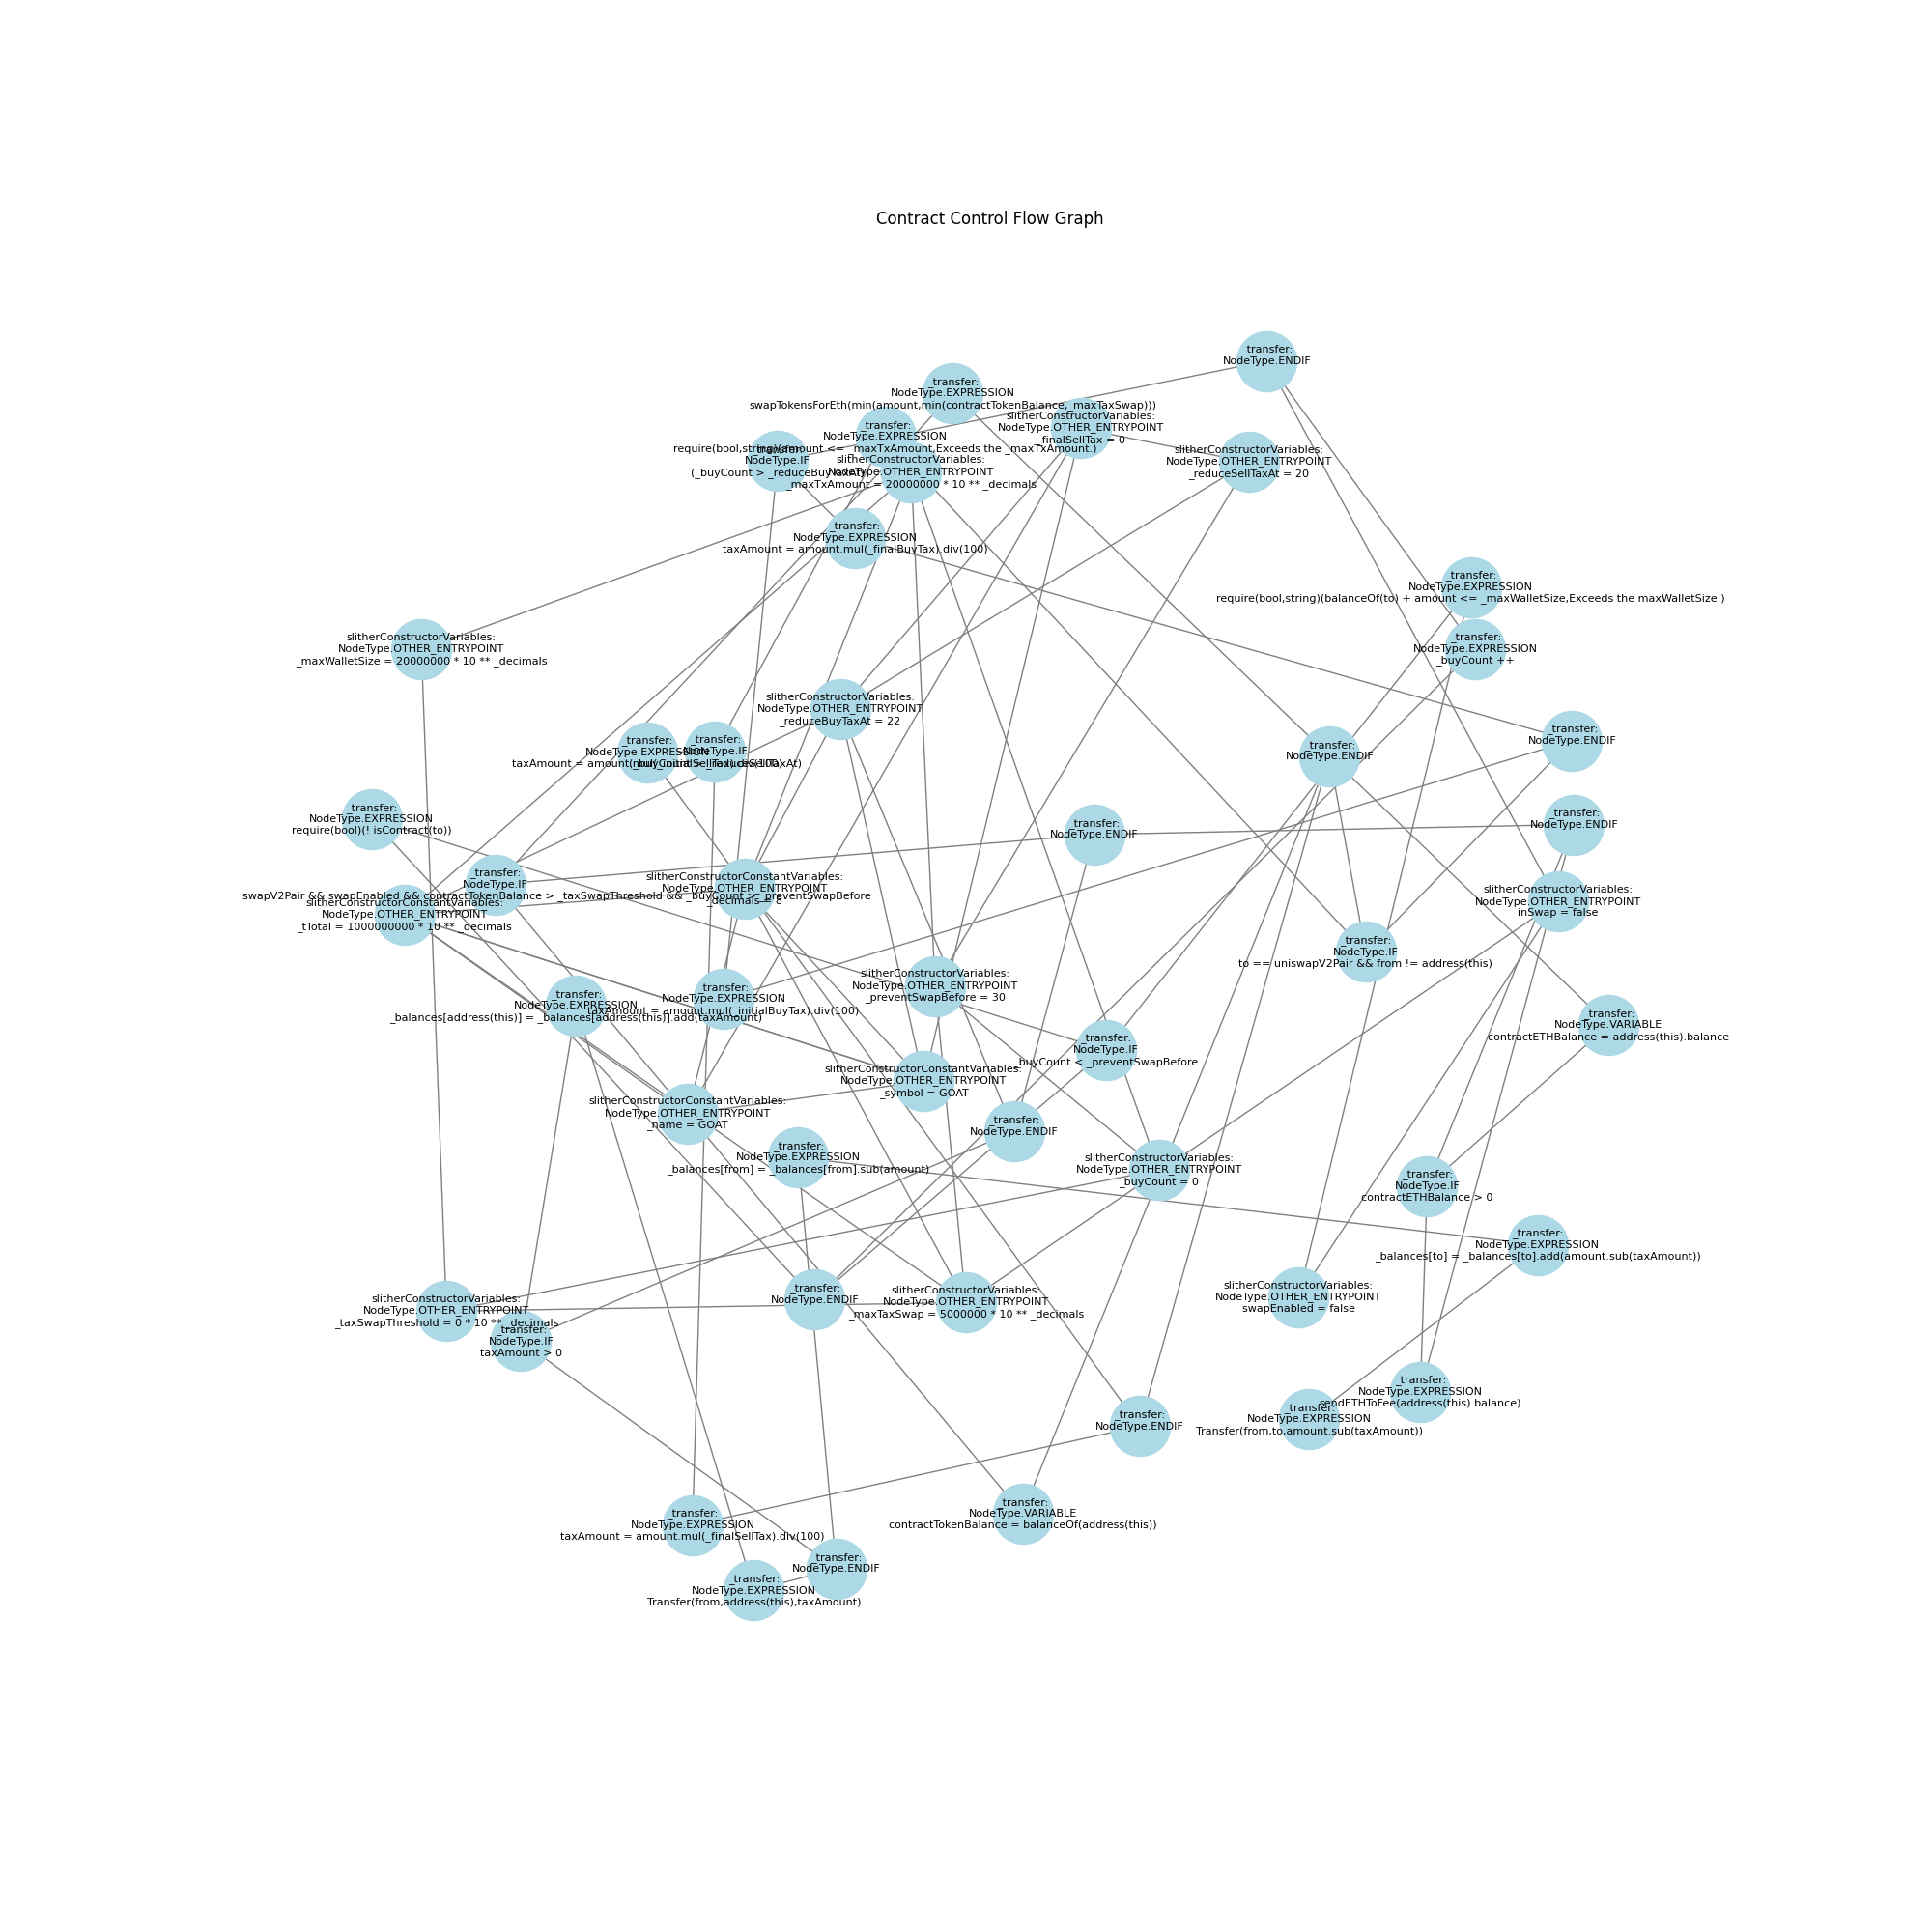 Contract Control Flow Graph
_transfer:
NodeType.ENDIF
_transfer:
NodeType.EXPRESSION
swapTokensForEth(min(amount,min(contractTokenBalance,_maxTaxSwap)))
slitherConstructorVariables:
NodeType.OTHER_ENTRYPOINT
_finalSellTax = 0
_transfer:
NodeType.EXPRESSION
require(bool,string)(amount <= _maxTxAmount,Exceeds the _maxTxAmount.)
_transfer:
NodeType.IF
(_buyCount > _reduceBuyTaxAt)
slitherConstructorVariables:
NodeType.OTHER_ENTRYPOINT
_maxTxAmount = 20000000 * 10 ** _decimals
slitherConstructorVariables:
NodeType.OTHER_ENTRYPOINT
_reduceSellTaxAt = 20
_transfer:
NodeType.EXPRESSION
taxAmount = amount.mul(_finalBuyTax).div(100)
_transfer:
NodeType.EXPRESSION
require(bool,string)(balanceOf(to) + amount <= _maxWalletSize,Exceeds the maxWalletSize.)
slitherConstructorVariables:
NodeType.OTHER_ENTRYPOINT
_maxWalletSize = 20000000 * 10 ** _decimals
_transfer:
NodeType.EXPRESSION
_buyCount ++
slitherConstructorVariables:
NodeType.OTHER_ENTRYPOINT
_reduceBuyTaxAt = 22
_transfer:
NodeType.EXPRESSION
taxAmount = amount.mul(_initialSellTax).div(100)
_transfer:
NodeType.IF
(_buyCount > _reduceSellTaxAt)
_transfer:
NodeType.ENDIF
_transfer:
NodeType.ENDIF
_transfer:
NodeType.EXPRESSION
require(bool)(! isContract(to))
_transfer:
NodeType.ENDIF
_transfer:
NodeType.ENDIF
_transfer:
NodeType.IF
swapV2Pair && swapEnabled && contractTokenBalance > _taxSwapThreshold && _buyCount > _preventSwapBefore
slitherConstructorConstantVariables:
NodeType.OTHER_ENTRYPOINT
_decimals = 8
slitherConstructorConstantVariables:
NodeType.OTHER_ENTRYPOINT
_tTotal = 1000000000 * 10 ** _decimals
slitherConstructorVariables:
NodeType.OTHER_ENTRYPOINT
inSwap = false
_transfer:
NodeType.IF
to == uniswapV2Pair && from != address(this)
slitherConstructorVariables:
NodeType.OTHER_ENTRYPOINT
_preventSwapBefore = 30
_transfer:
NodeType.EXPRESSION
_balances[address(this)] = _balances[address(this)].add(taxAmount)
_transfer:
NodeType.EXPRESSION
taxAmount = amount.mul(_initialBuyTax).div(100)
_transfer:
NodeType.VARIABLE
contractETHBalance = address(this).balance
_transfer:
NodeType.IF
_buyCount < _preventSwapBefore
slitherConstructorConstantVariables:
NodeType.OTHER_ENTRYPOINT
_symbol = GOAT
slitherConstructorConstantVariables:
NodeType.OTHER_ENTRYPOINT
_name = GOAT
_transfer:
NodeType.ENDIF
_transfer:
NodeType.EXPRESSION
_balances[from] = _balances[from].sub(amount)
slitherConstructorVariables:
NodeType.OTHER_ENTRYPOINT
_buyCount = 0
_transfer:
NodeType.IF
contractETHBalance > 0
_transfer:
NodeType.EXPRESSION
_balances[to] = _balances[to].add(amount.sub(taxAmount))
slitherConstructorVariables:
NodeType.OTHER_ENTRYPOINT
swapEnabled = false
_transfer:
NodeType.ENDIF
slitherConstructorVariables:
NodeType.OTHER_ENTRYPOINT
_maxTaxSwap = 5000000 * 10 ** _decimals
slitherConstructorVariables:
NodeType.OTHER_ENTRYPOINT
_taxSwapThreshold = 0 * 10 ** _decimals
_transfer:
NodeType.IF
taxAmount > 0
_transfer:
NodeType.EXPRESSION
sendETHToFee(address(this).balance)
_transfer:
NodeType.EXPRESSION
Transfer(from,to,amount.sub(taxAmount))
_transfer:
NodeType.ENDIF
_transfer:
NodeType.VARIABLE
contractTokenBalance = balanceOf(address(this))
_transfer:
NodeType.EXPRESSION
taxAmount = amount.mul(_finalSellTax).div(100)
_transfer:
NodeType.ENDIF
_transfer:
NodeType.EXPRESSION
Transfer(from,address(this),taxAmount)